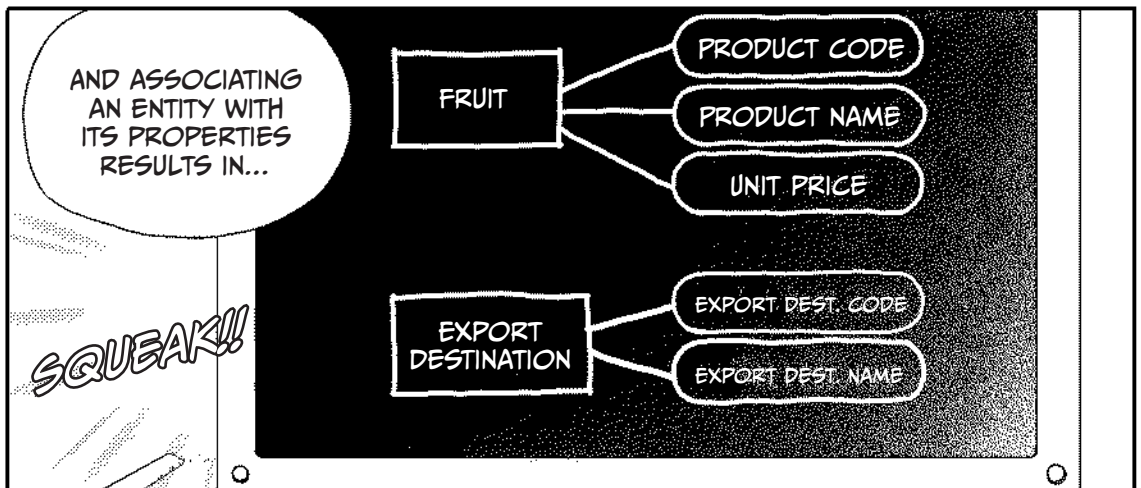 AND ASSOCIATING
AN ENTITY WITH
ITS PROPERTIES
RESULTS IN...
FRUIT
PRODUCT CODE
PRODUCT NAME
UNIT PRICE
EXPORT
DESTINATION
EXPORT DEST. CODE
EXPORT DEST. NAME
SQUEAK!!